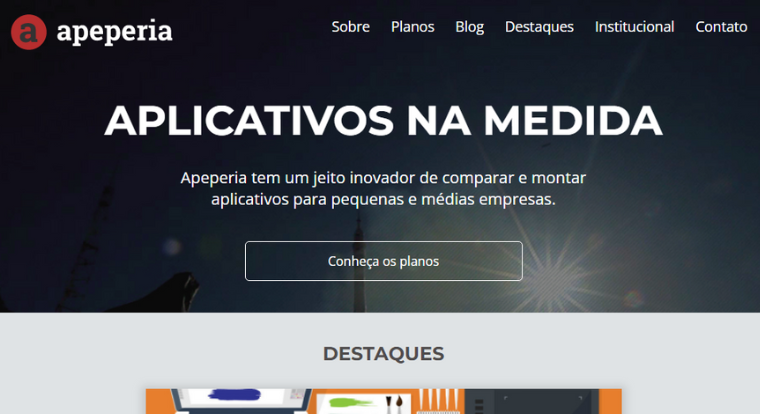 a apeperia
Sobre Planos Blog Destaques Institucional Contato
APLICATIVOS NA MEDIDA
Apeperia tem um jeito inovador de comparar e montar
aplicativos para pequenas e médias empresas.
Conheça os planos
DESTAQUES